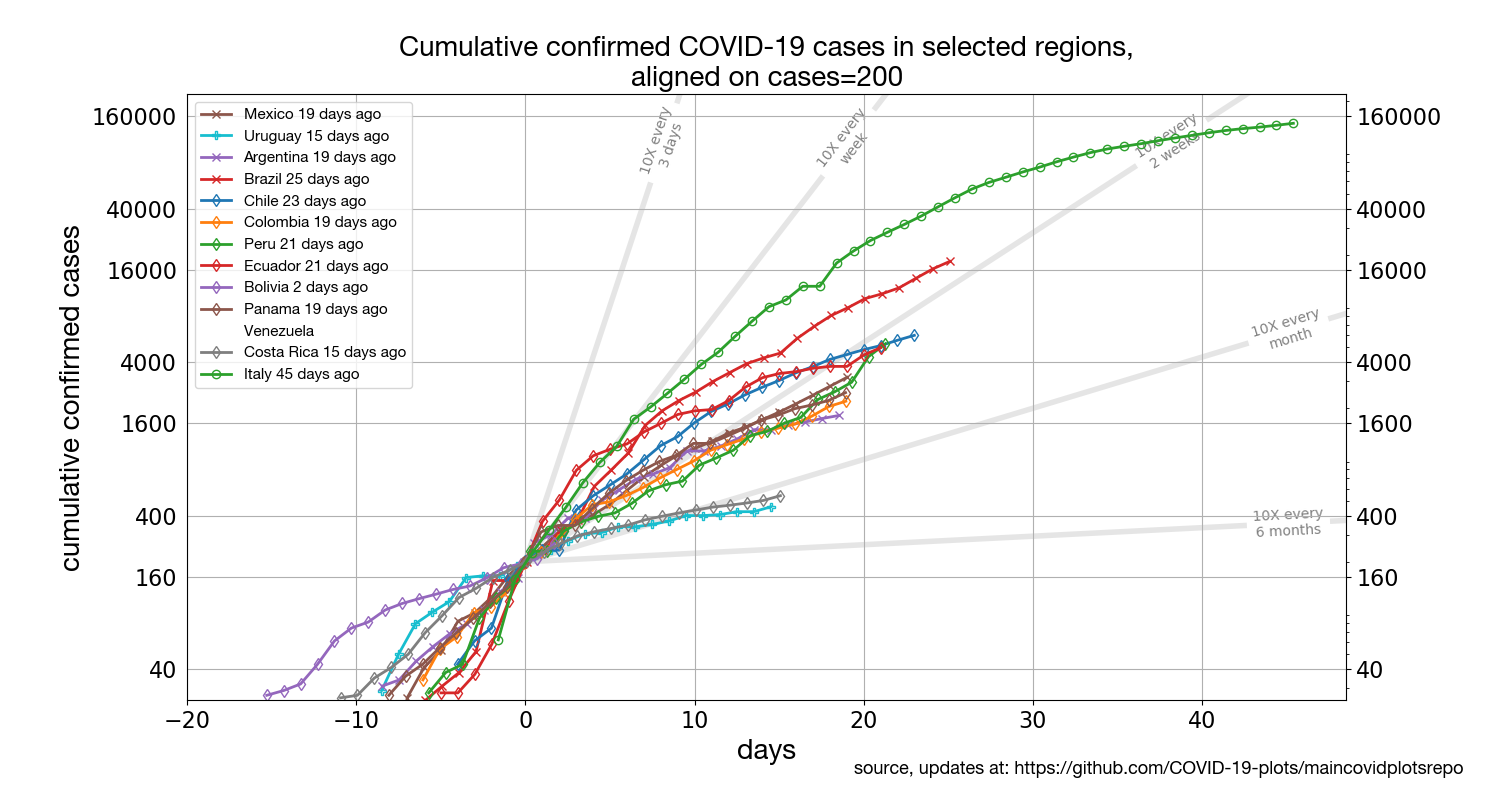 Cumulative confirmed COVID-19 cases in selected regions,
aligned on cases=200
160000
40000
16000
4000
1600
400
160
40
160000
40000
16000
4000
1600
400
160
40
cumulative confirmed cases
Mexico 19 days ago
Uruguay 15 days ago
Argentina 19 days ago
Brazil 25 days ago
Chile 23 days ago
Colombia 19 days ago
Peru 21 days ago
Ecuador 21 days ago
Bolivia 2 days ago
Panama 19 days ago
Venezuela
Costa Rica 15 days ago
Italy 45 days ago
10X every
3 days
10X every
week
10X every
2 weeks
10X every
month
10X every
6 months
−20
−10
0
10
20
30
40
days
source, updates at: https://github.com/COVID-19-plots/maincovidplotsrepo